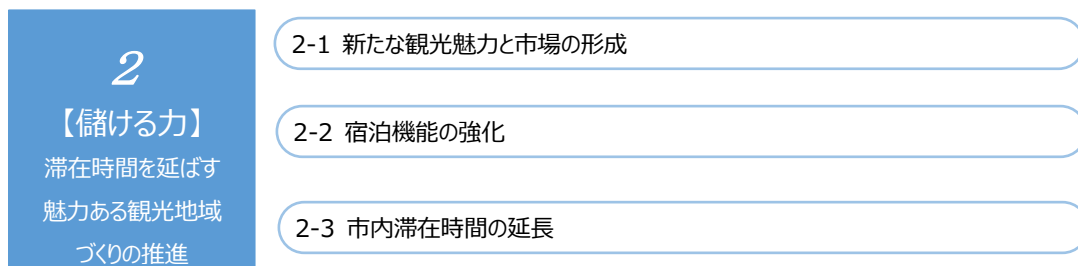 2
【儲ける力】
滞在時間を延ばす
魅力ある観光地域
づくりの推進
2-1 新たな観光魅力と市場の形成
2-2 宿泊機能の強化
2-3 市内滞在時間の延長